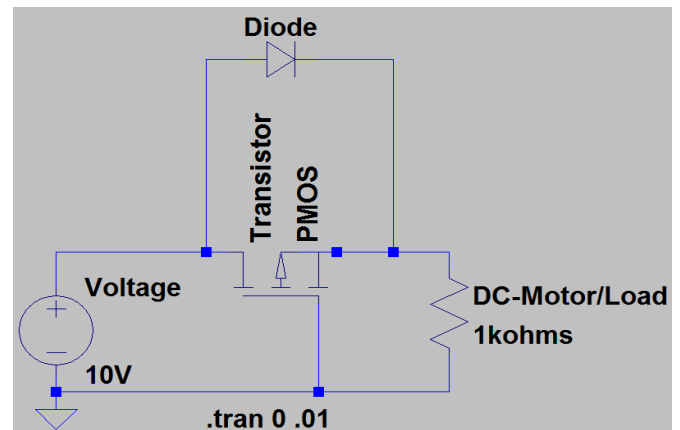 Diode
Transistor
PMOS
Voltage
10V
DC-Motor/Load
1kohms
.tran 0 .01